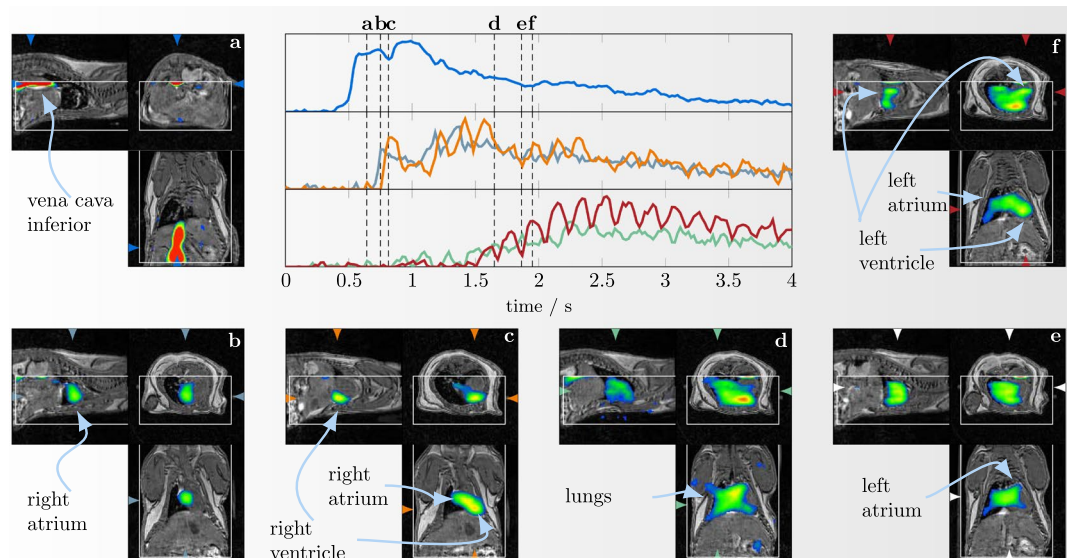 a b c d e f
a
vena cava
inferior
0 0.5 1 1.5 2 2.5 3 3.5 4
time / s
f
left
atrium
left
ventricle
b
right
atrium
c
right
atrium
right
ventricle
d
lungs
e
left
atrium